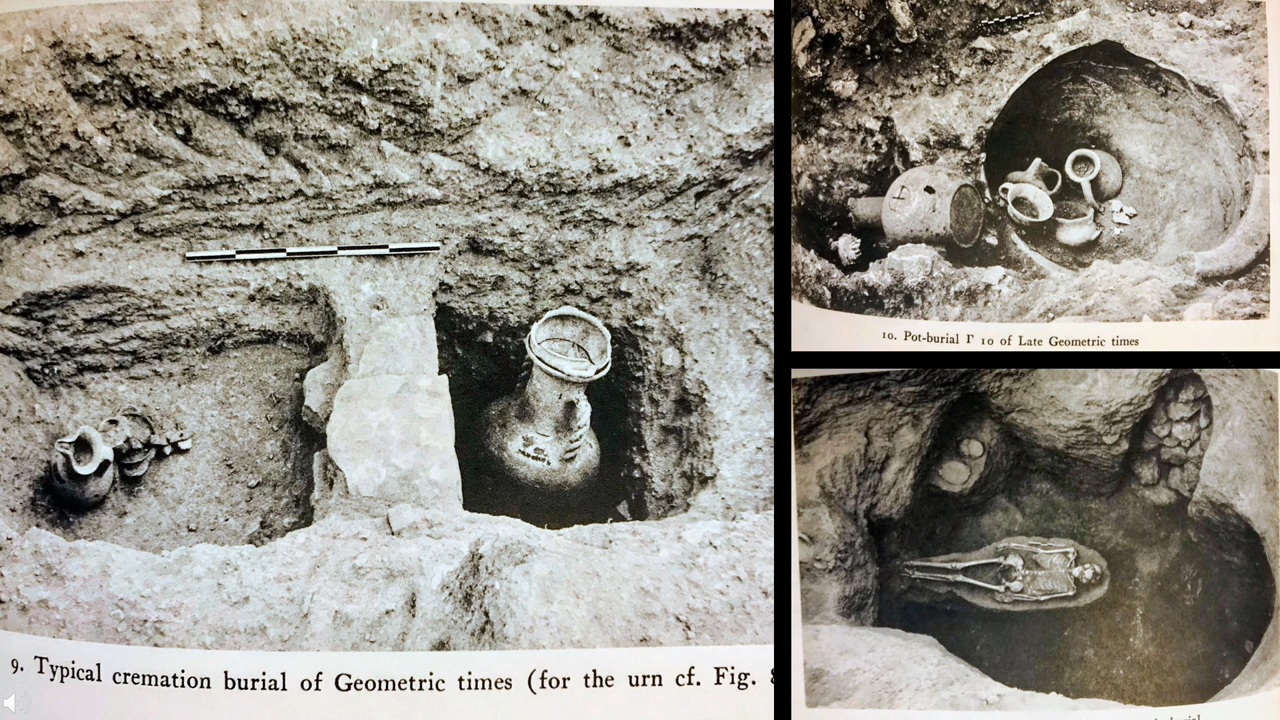 9. Typical cremation burial of Geometric times (for the urn cf. Fig.
10. Pot-burial Γ 10 of Late Geometric times
burial